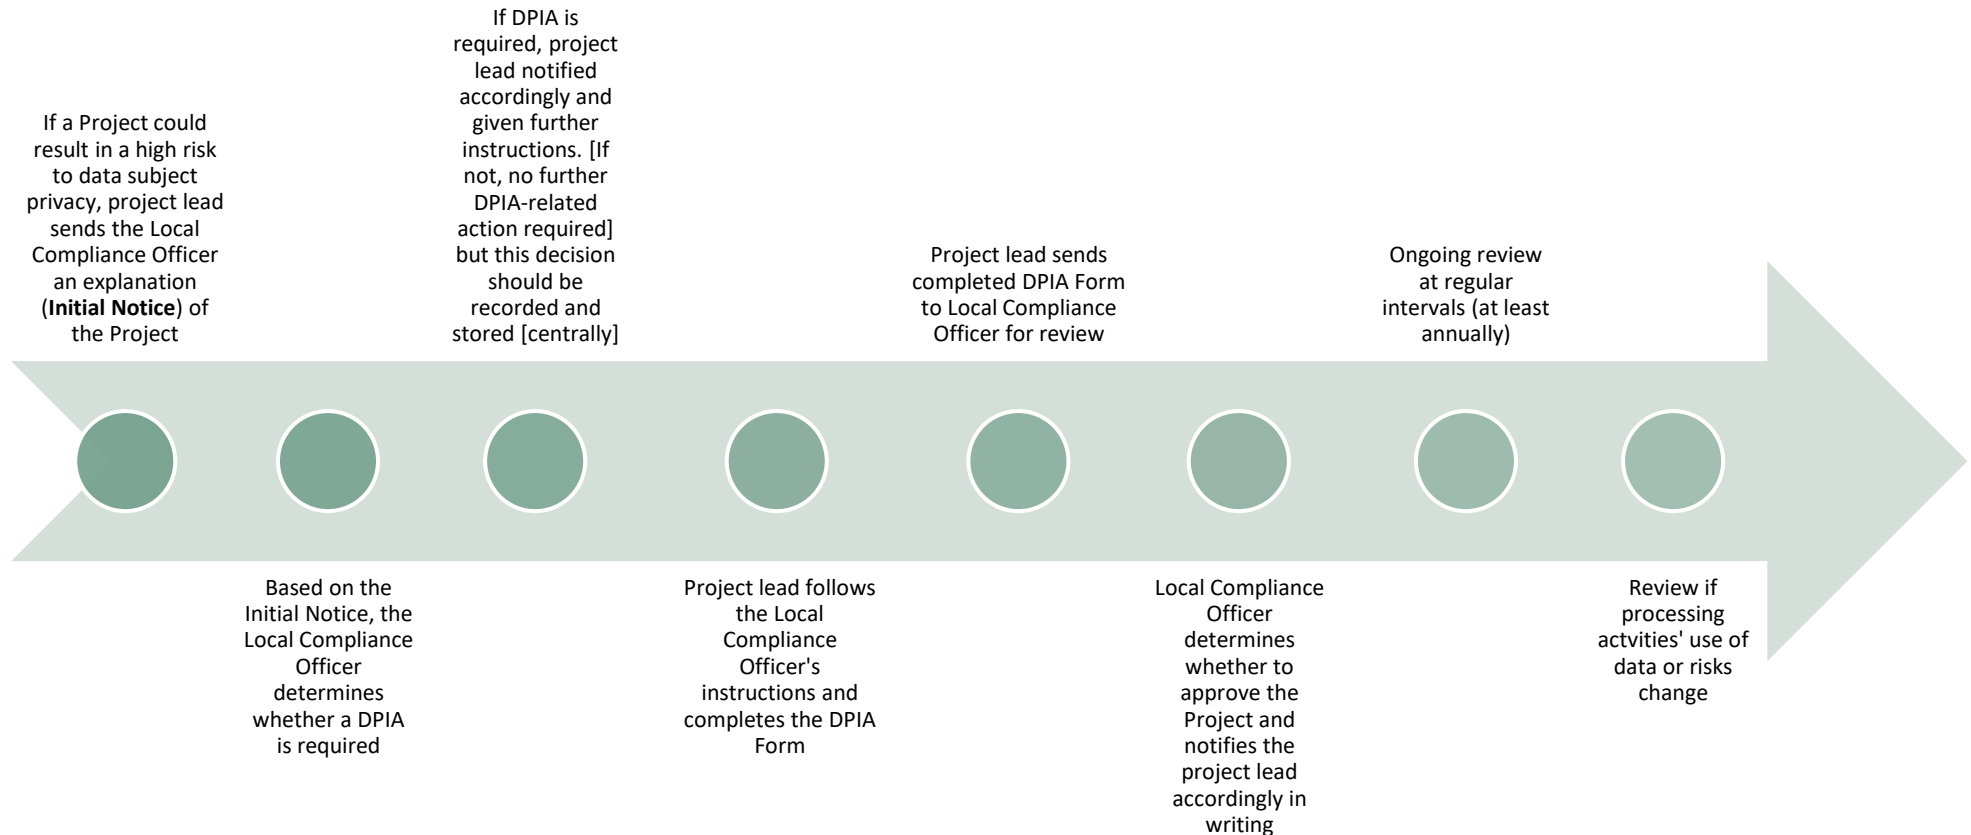 If a Project could
result in a high risk
to data subject
privacy, project lead
sends the Local
Compliance Officer
an explanation
(Initial Notice) of
the Project
Based on the
Initial Notice, the
Local Compliance
Officer
determines
whether a DPIA
is required
If DPIA is
required, project
lead notified
accordingly and
given further
instructions. [If
not, no further
DPIA-related
action required]
but this decision
should be
recorded and
stored [centrally]
Project lead follows
the Local
Compliance
Officer's
instructions and
completes the DPIA
Form
Project lead sends
completed DPIA Form
to Local Compliance
Officer for review
Local Compliance
Officer
determines
whether to
approve the
Project and
notifies the
project lead
accordingly in
writing
Ongoing review
at regular
intervals (at least
annually)
Review if
processing
actvities' use of
data or risks
change